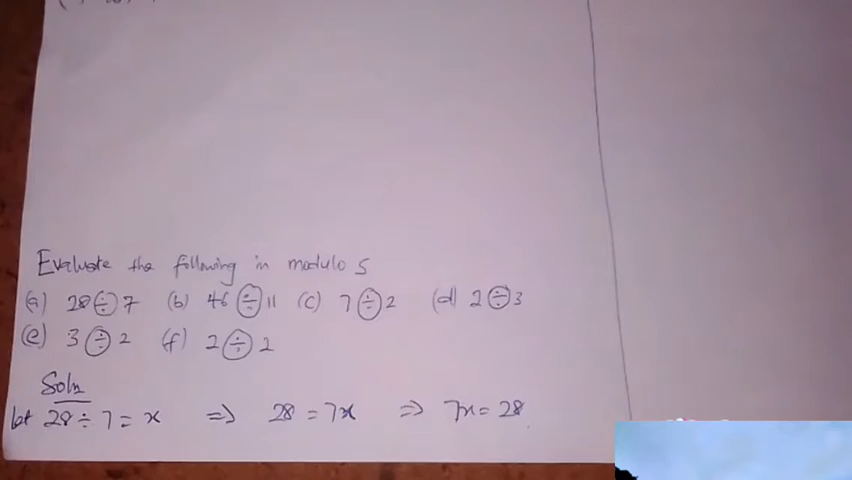 Evaluate the following in modulo 5
(a) 28 ⨸ 7 (b) 46 ⨸ 11 (c) 7 ⨸ 2 (d) 2 ⨸ 3
(e) 3 ⨸ 2 (f) 2 ⨸ 2
Soln
let 28 ÷ 7 = x ⇒ 28 = 7x ⇒ 7x = 28